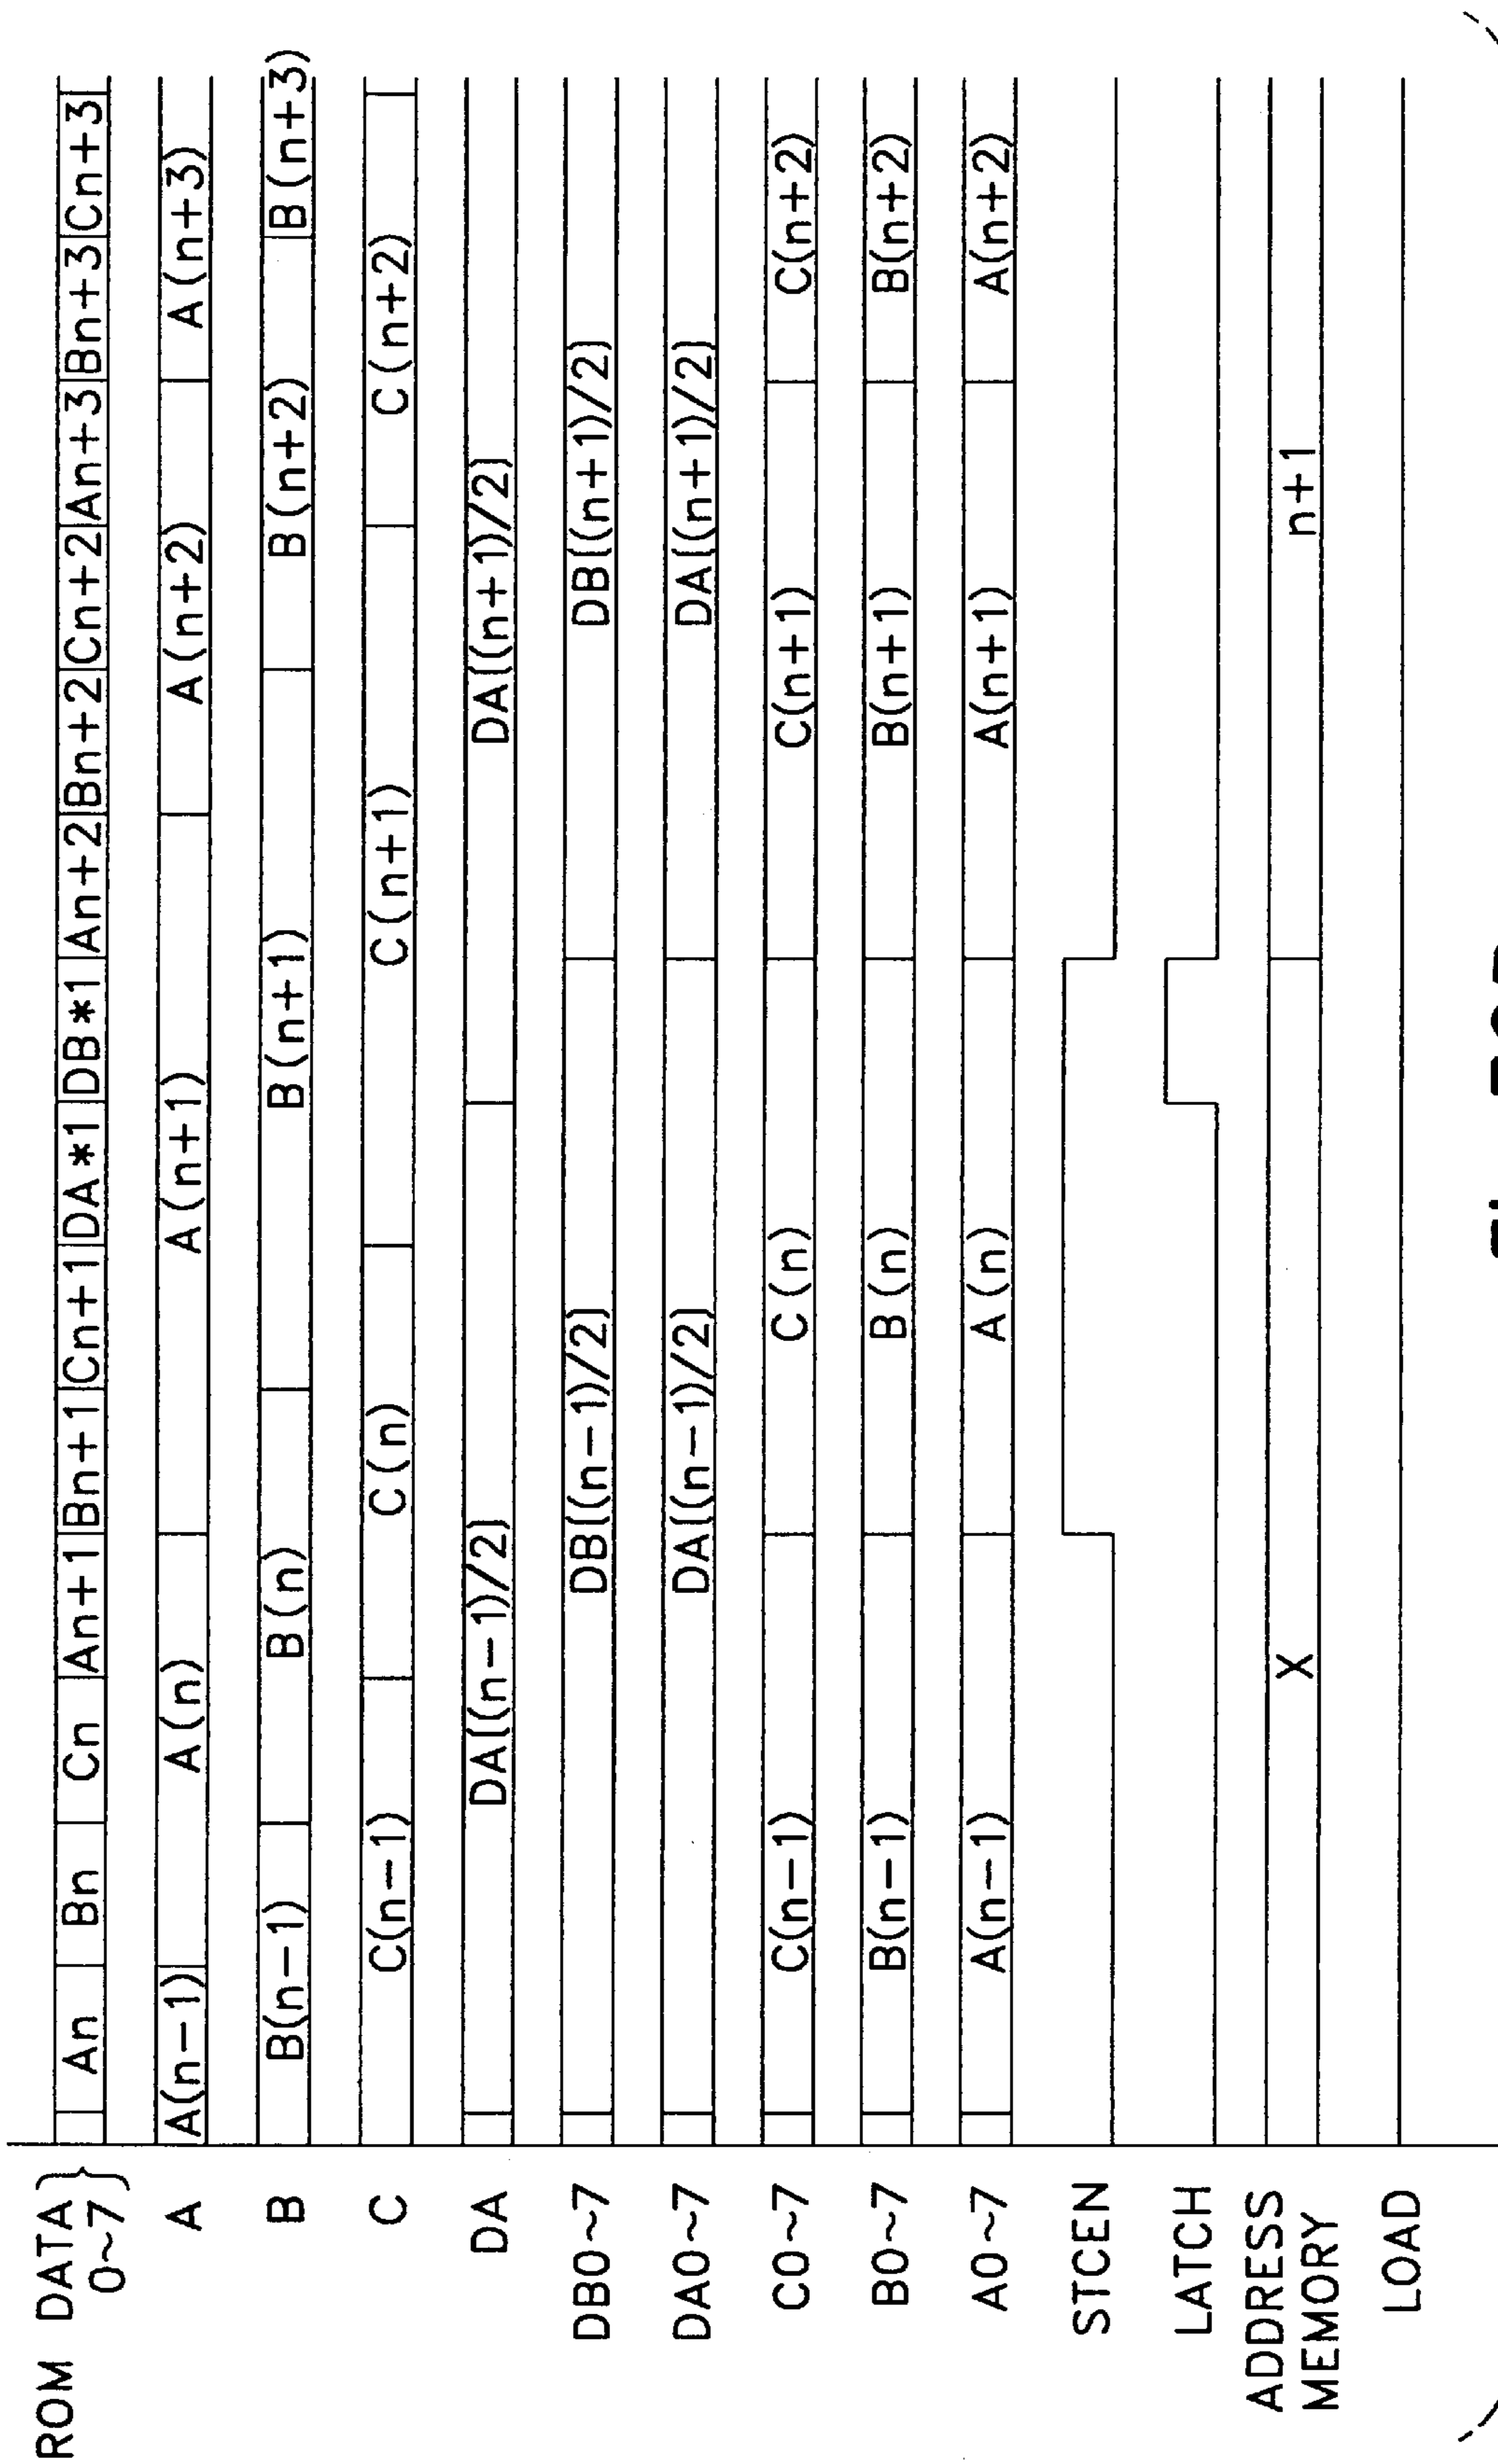 ROM DATA 0~7 An Bn Cn An+1 Bn+1 Cn+1 DA*1 DB*1 An+2 Bn+2 Cn+2 An+3 Bn+3 Cn+3
A A(n-1) A(n) A(n+1) A(n+2) A(n+3)
B B(n-1) B(n) B(n+1) B(n+2) B(n+3)
C C(n-1) C(n) C(n+1) C(n+2)
DA DA[(n-1)/2] DA[(n+1)/2]
DB0~7 DB[(n-1)/2] DB[(n+1)/2]
DA0~7 DA[(n-1)/2] DA[(n+1)/2]
C0~7 C(n-1) C(n) C(n+1) C(n+2)
B0~7 B(n-1) B(n) B(n+1) B(n+2)
A0~7 A(n-1) A(n) A(n+1) A(n+2)
STCEN
LATCH
ADDRESS MEMORY X n+1
LOAD